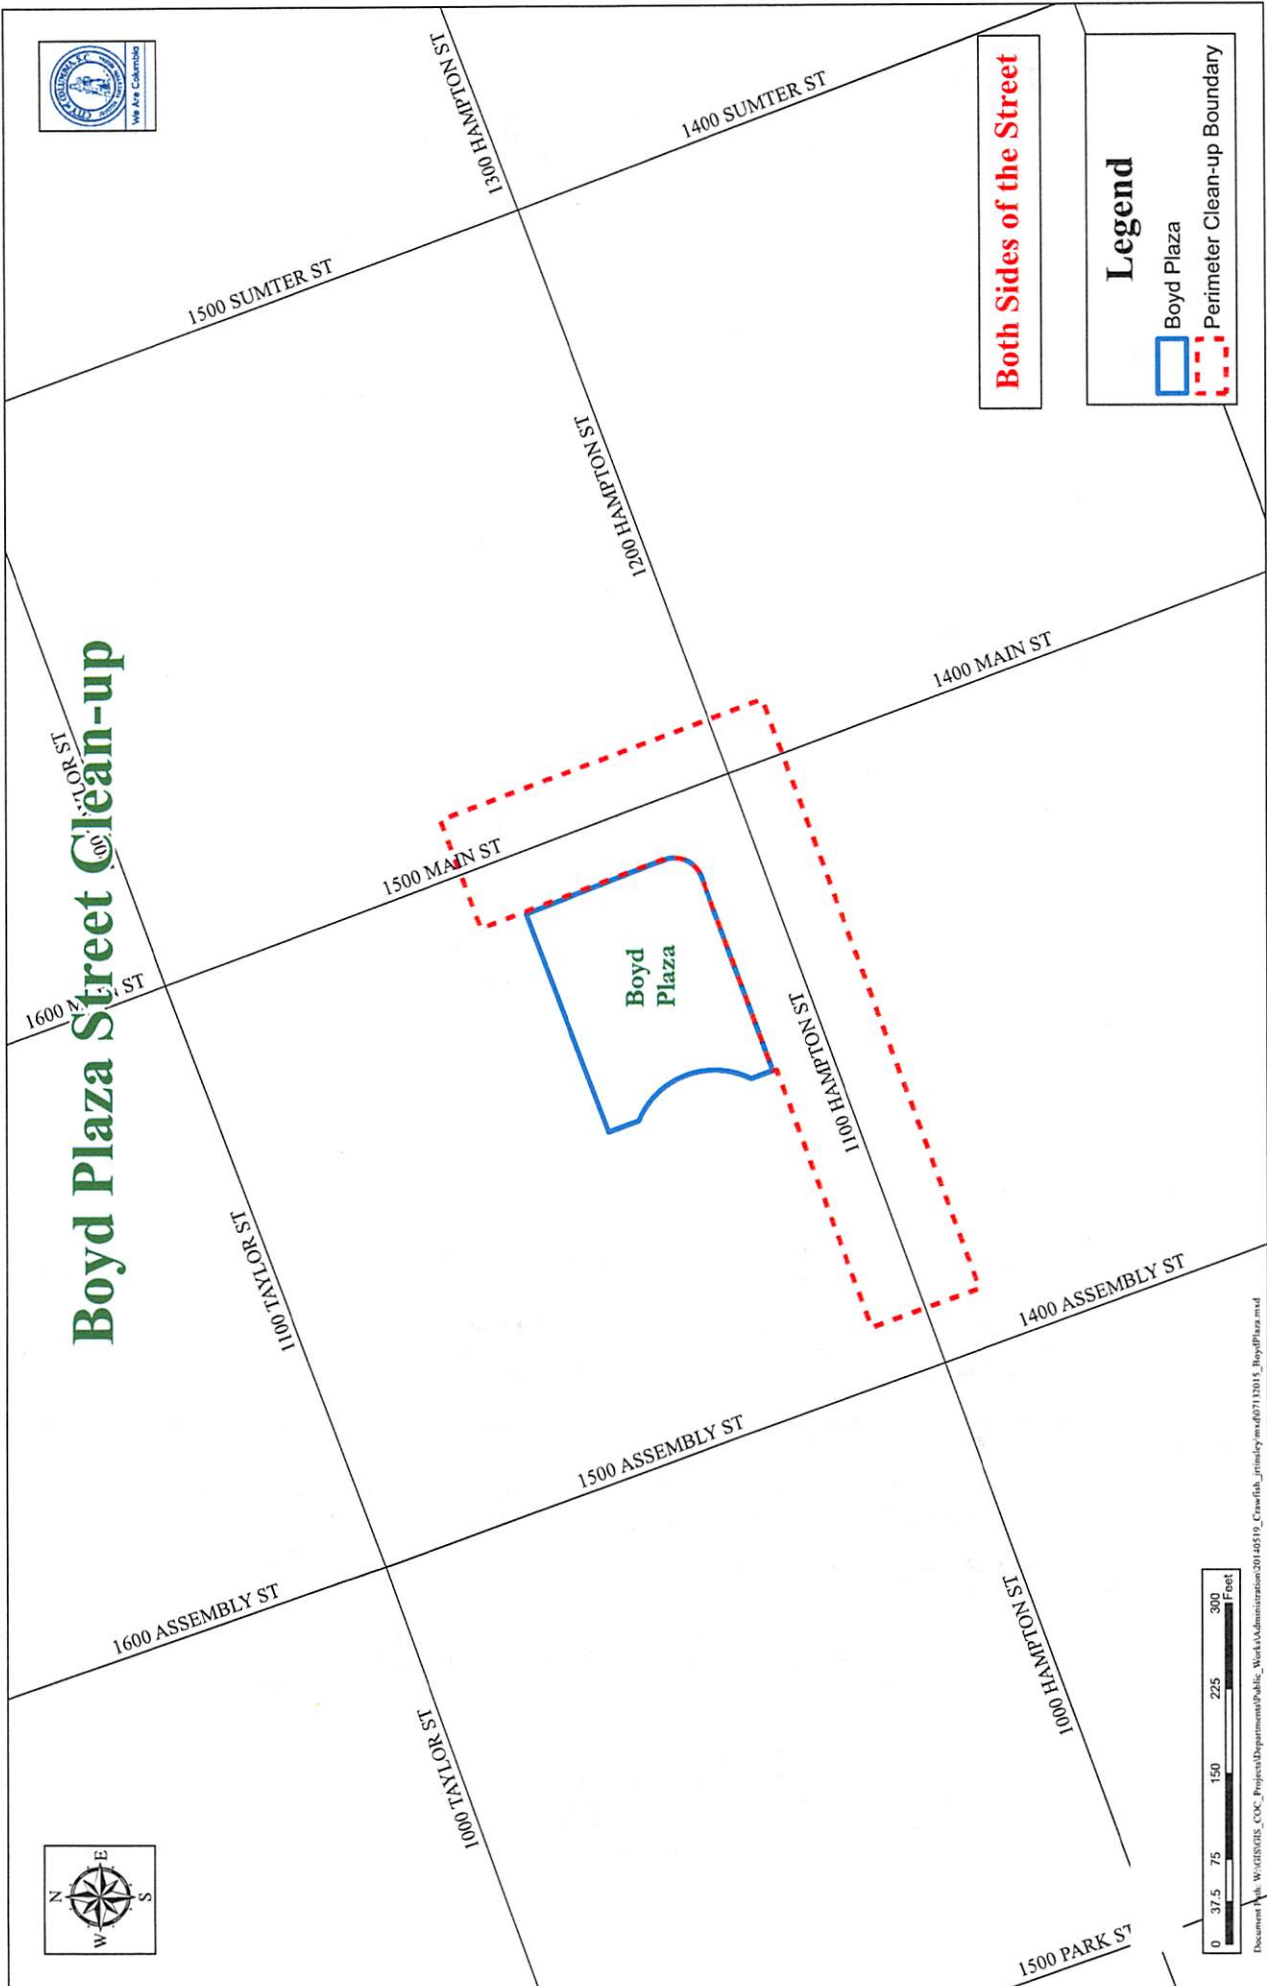 Boyd Plaza Street Clean-up
N
W
E
S
CITY of COLUMBIA, S.C.
We Are Columbia
1600 ASSEMBLY ST
1100 TAYLOR ST
1000 TAYLOR ST
1500 MAIN ST
1500 SUMTER ST
1300 HAMPTON ST
1400 SUMTER ST
1200 HAMPTON ST
1500 ASSEMBLY ST
Boyd
Plaza
1100 HAMPTON ST
1400 MAIN ST
1400 ASSEMBLY ST
1000 HAMPTON ST
1500 PARK ST
Both Sides of the Street
Legend
Boyd Plaza
Perimeter Clean-up Boundary
0 37.5 75 150 225 300
Feet